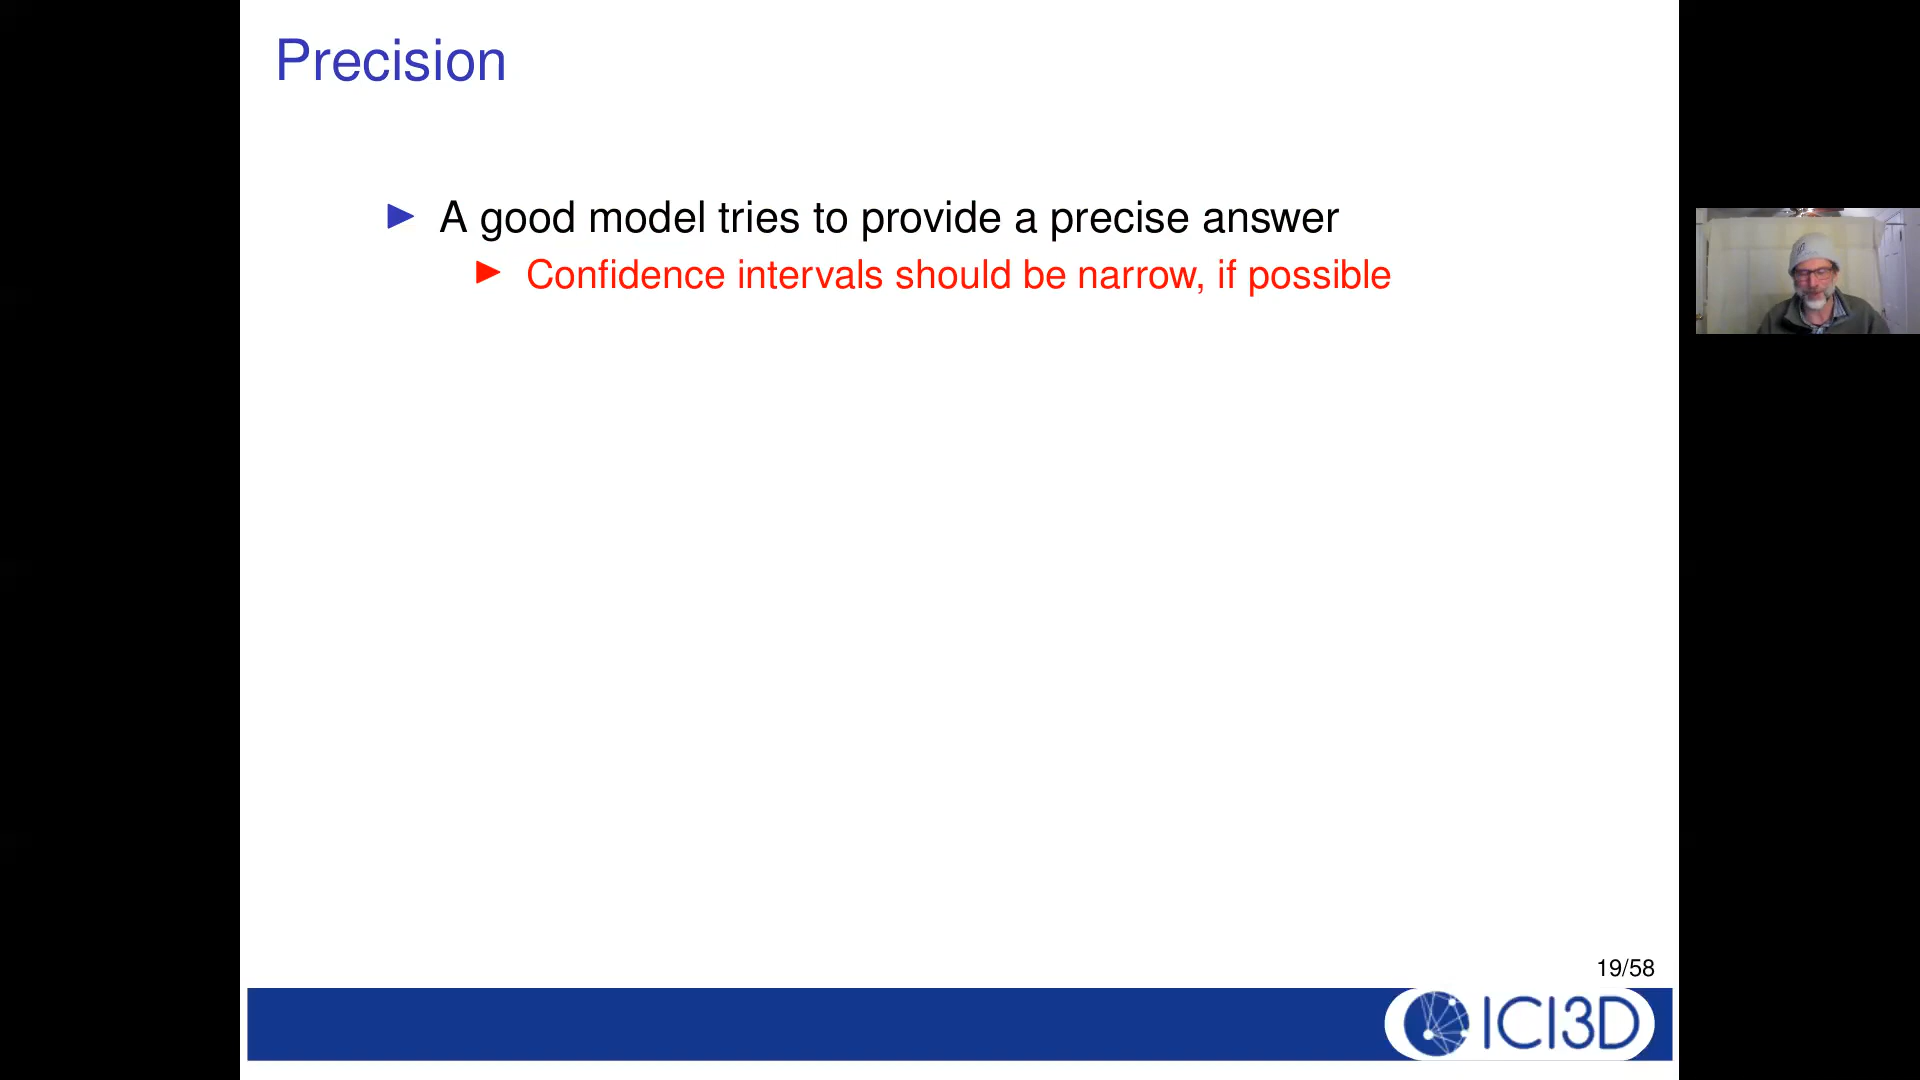 Precision
A good model tries to provide a precise answer
Confidence intervals should be narrow, if possible
19/58
ICI3D